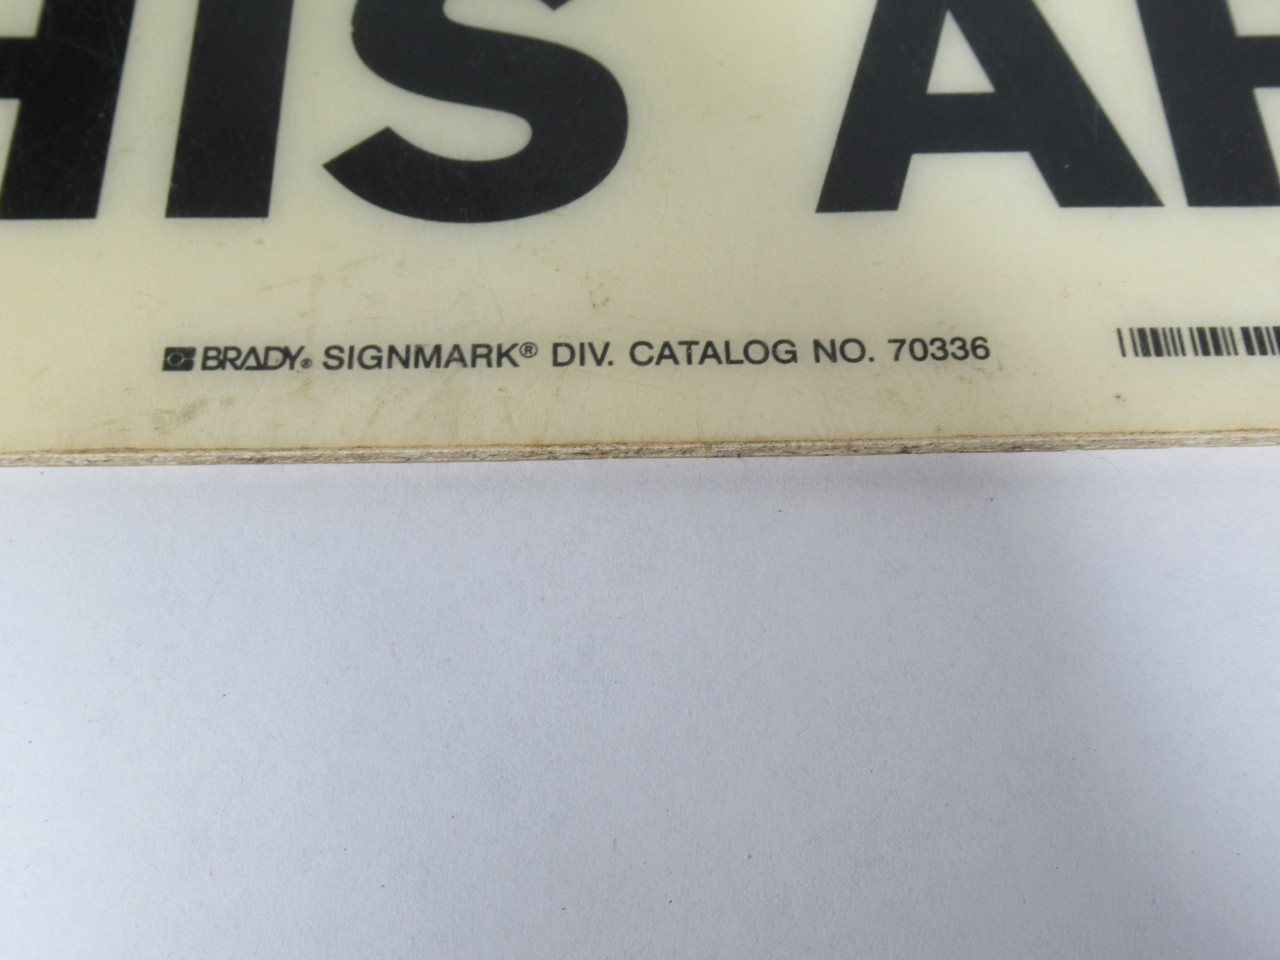 HIS AR
BRADY® SIGNMARK® DIV. CATALOG NO. 70336